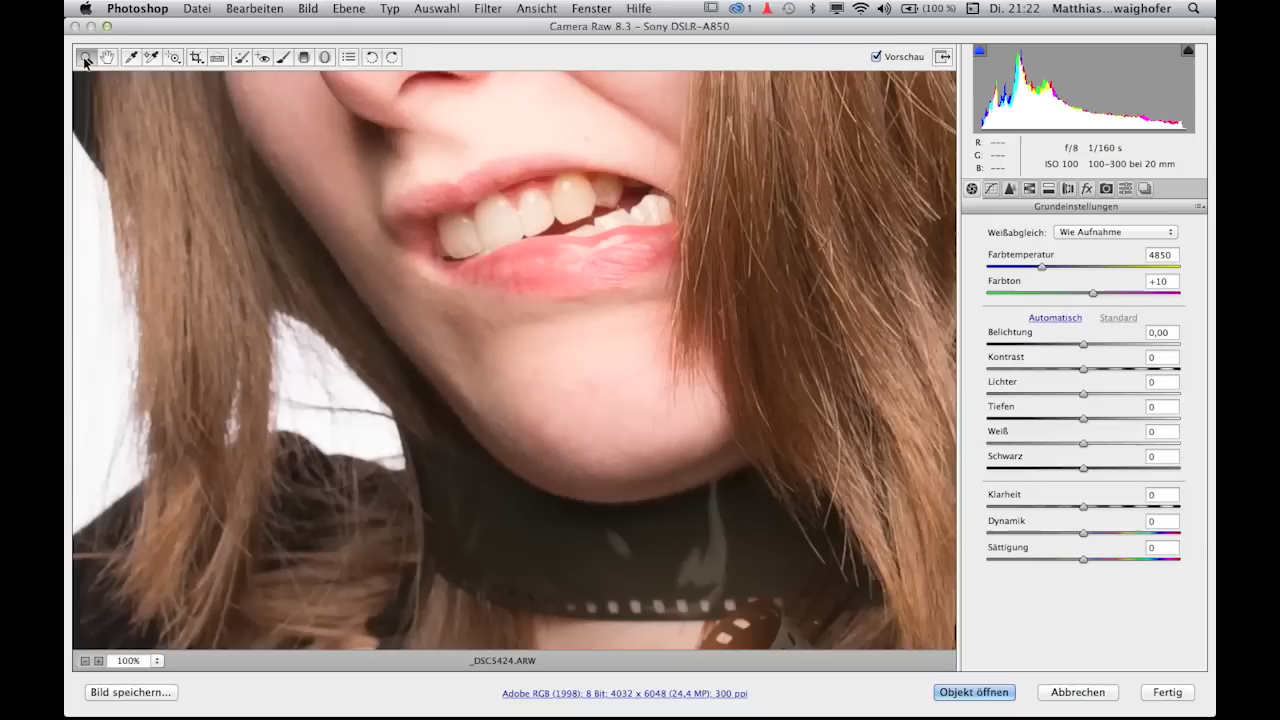 Photoshop Datei Bearbeiten Bild Ebene Typ Auswahl Filter Ansicht Fenster Hilfe 1 (100 %) Di. 21:22 Matthias...waighofer
Camera Raw 8.3 – Sony DSLR-A850
Vorschau
R: ---
G: ---
B: ---
f/8 1/160 s
ISO 100 100-300 bei 20 mm
fx
Grundeinstellungen
Weißabgleich: Wie Aufnahme
Farbtemperatur 4850
Farbton +10
Automatisch Standard
Belichtung 0,00
Kontrast 0
Lichter 0
Tiefen 0
Weiß 0
Schwarz 0
Klarheit 0
Dynamik 0
Sättigung 0
100% _DSC5424.ARW
Bild speichern... Adobe RGB (1998); 8 Bit; 4032 x 6048 (24,4 MP); 300 ppi Objekt öffnen Abbrechen Fertig